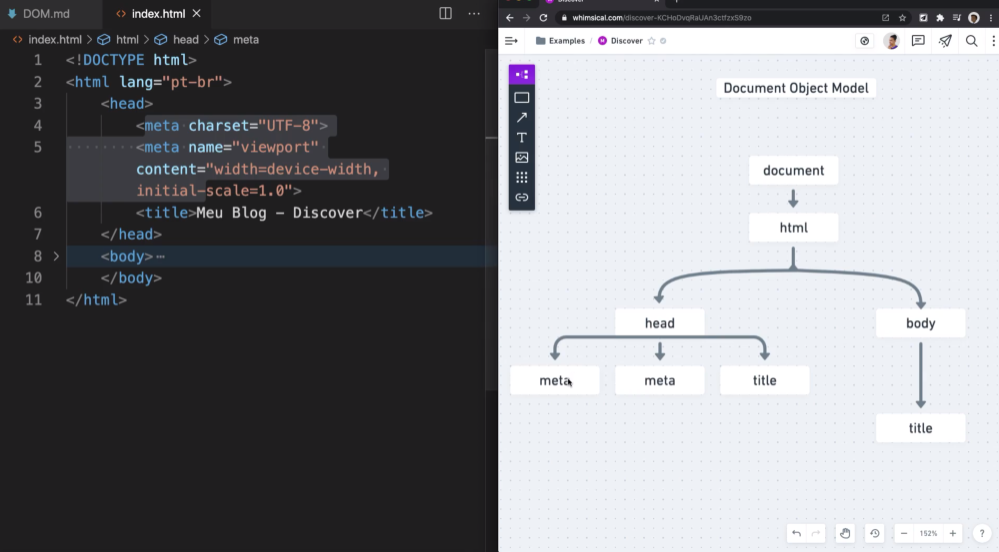 DOM.md
index.html
index.html > html > head > meta
1 <!DOCTYPE html>
2 <html lang="pt-br">
3 <head>
4 <meta charset="UTF-8">
5 <meta name="viewport"
content="width=device-width,
initial-scale=1.0">
6 <title>Meu Blog - Discover</title>
7 </head>
8 <body>
10 </body>
11 </html>
Discover
whimsical.com/discover-KCHoDvqRaUAn3ctfzxS9zo
Examples / Discover
T
Document Object Model
document
html
head
body
meta
meta
title
title
152%
?